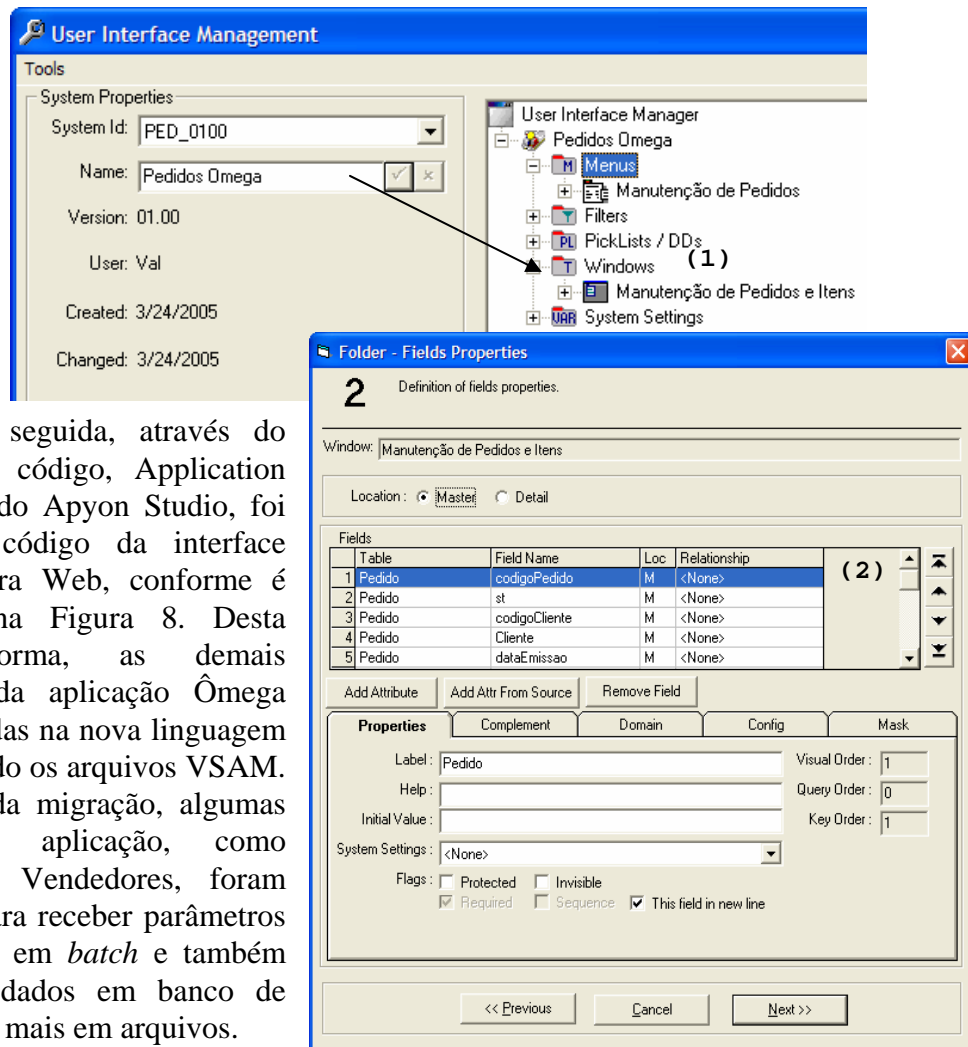 User Interface Management
Tools
System Properties
System Id: PED_0100
Name: Pedidos Omega
Version: 01.00
User: Val
Created: 3/24/2005
Changed: 3/24/2005
User Interface Manager
Pedidos Omega
M Menus
Manutenção de Pedidos
Filters
PL PickLists / DDs
T Windows (1)
Manutenção de Pedidos e Itens
VAR System Settings
Folder - Fields Properties
2 Definition of fields properties.
Window: Manutenção de Pedidos e Itens
Location : Master Detail
Fields
Table Field Name Loc Relationship
(2)
1 Pedido codigoPedido M <None>
2 Pedido st M <None>
3 Pedido codigoCliente M <None>
4 Pedido Cliente M <None>
5 Pedido dataEmissao M <None>
Add Attribute Add Attr From Source Remove Field
Properties Complement Domain Config Mask
Label : Pedido Visual Order : 1
Help : Query Order : 0
Initial Value : Key Order : 1
System Settings : <None>
Flags : Protected Invisible
Required Sequence This field in new line
<< Previous Cancel Next >>
seguida, através do
código, Application
do Apyon Studio, foi
código da interface
ra Web, conforme é
na Figura 8. Desta
orma, as demais
da aplicação Ômega
das na nova linguagem
do os arquivos VSAM.
da migração, algumas
aplicação, como
Vendedores, foram
ara receber parâmetros
em batch e também
dados em banco de
mais em arquivos.